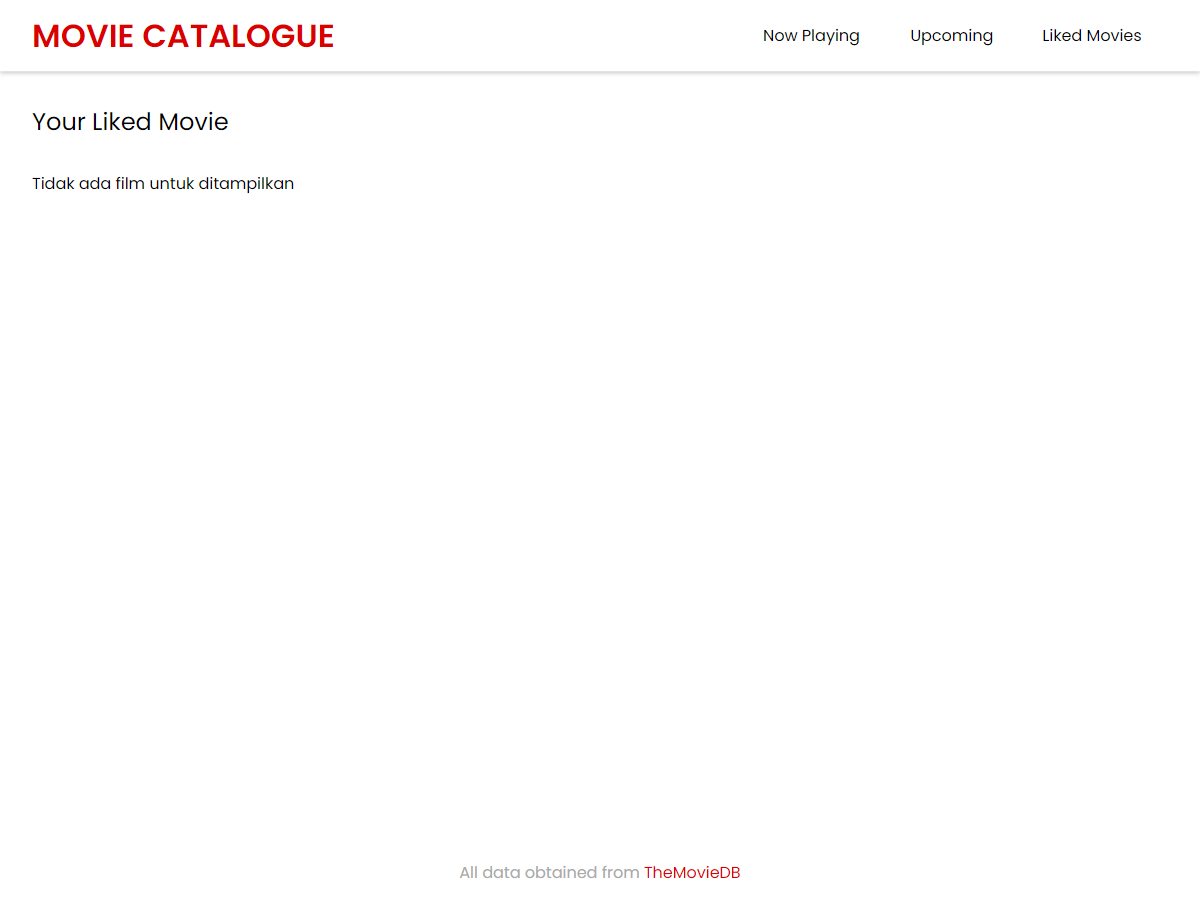 MOVIE CATALOGUE
Now Playing
Upcoming
Liked Movies
Your Liked Movie
Tidak ada film untuk ditampilkan
All data obtained from TheMovieDB